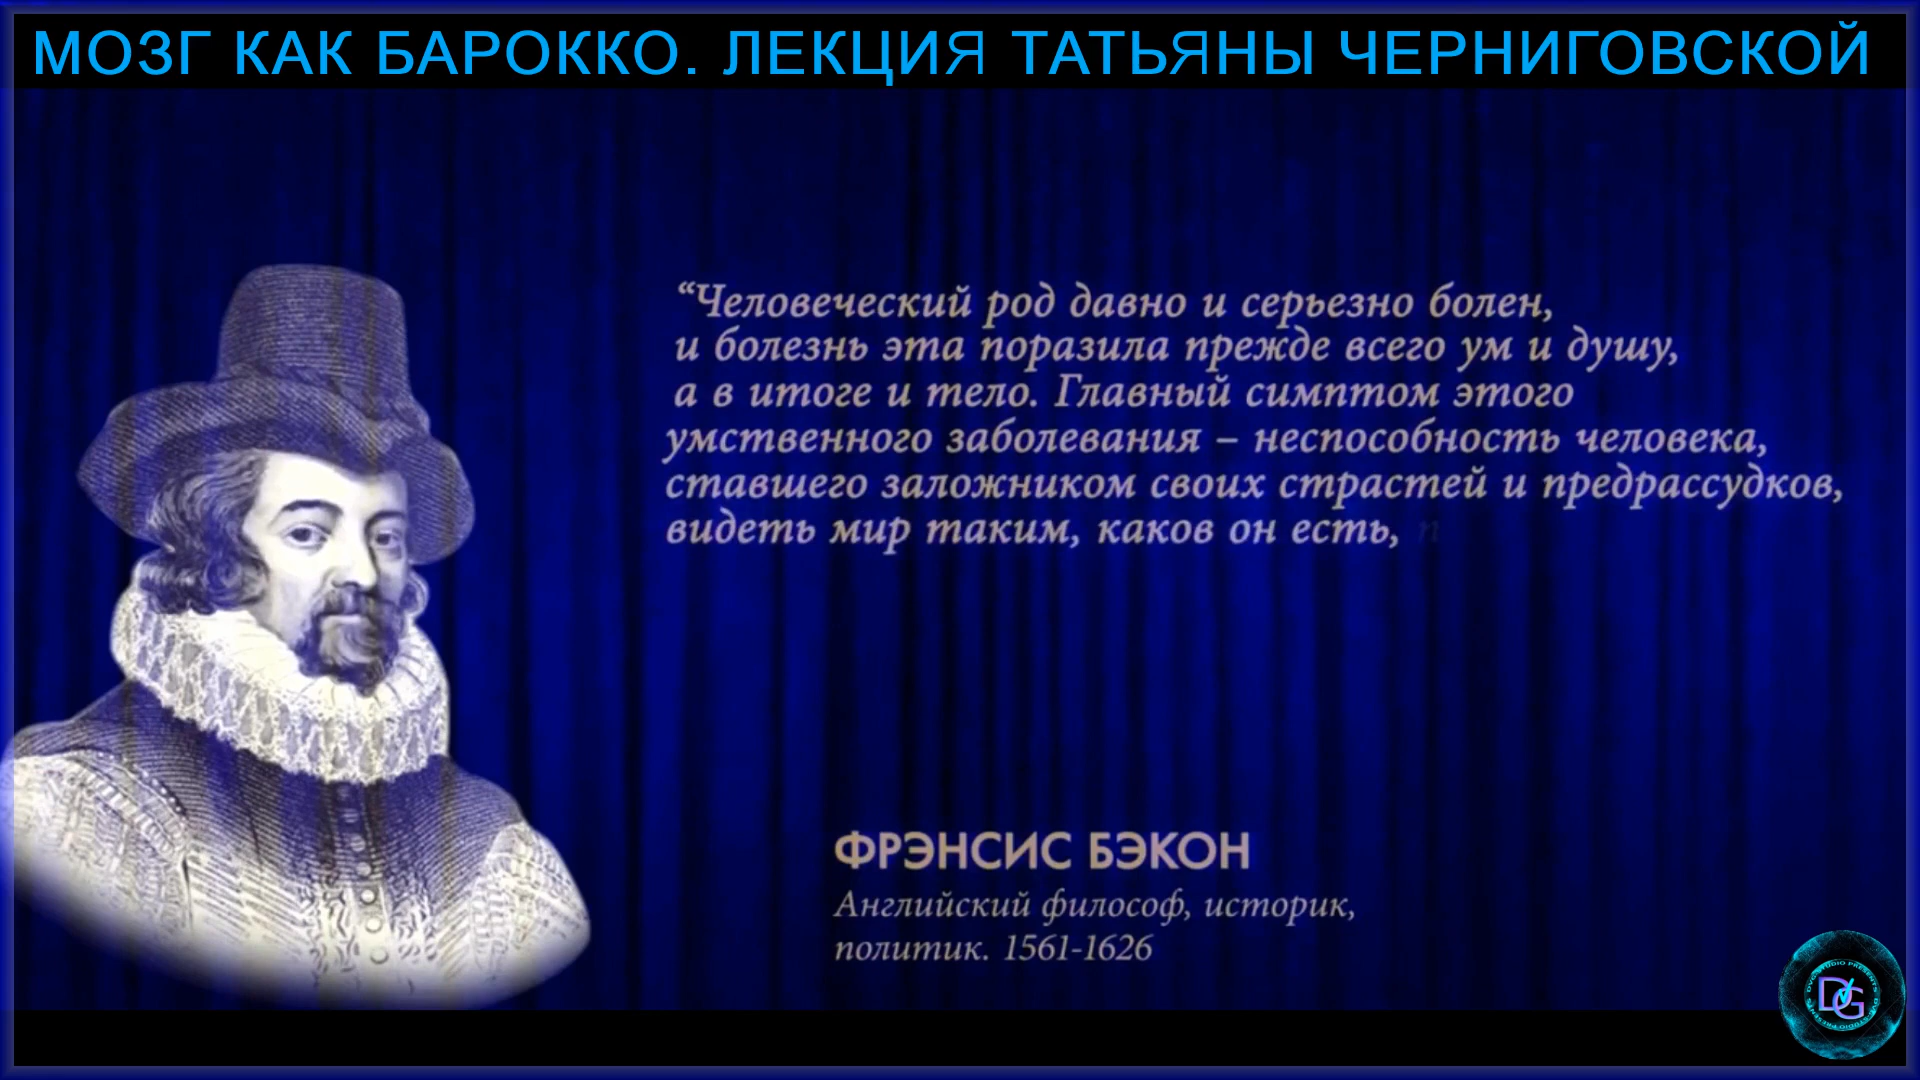 МОЗГ КАК БАРОККО. ЛЕКЦИЯ ТАТЬЯНЫ ЧЕРНИГОВСКОЙ
“Человеческий род давно и серьезно болен,
и болезнь эта поразила прежде всего ум и душу,
а в итоге и тело. Главный симптом этого
умственного заболевания – неспособность человека,
ставшего заложником своих страстей и предрассудков,
видеть мир таким, каков он есть, п
ФРЭНСИС БЭКОН
Английский философ, историк,
политик. 1561-1626
DVG